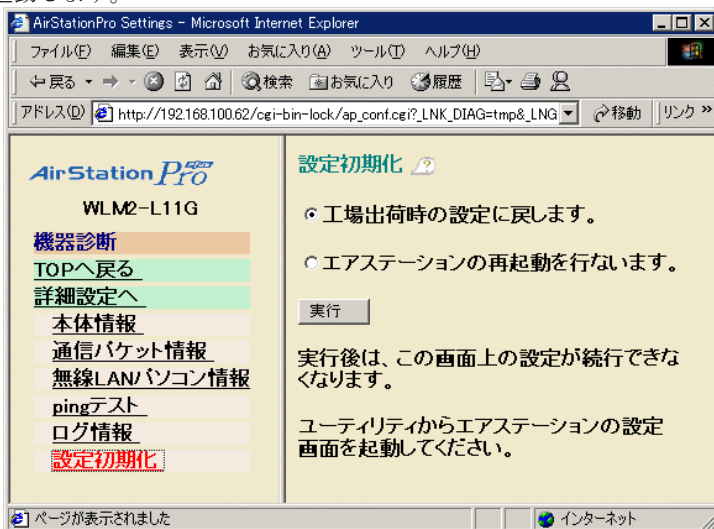 AirStationPro Settings - Microsoft Internet Explorer
ファイル(F) 編集(E) 表示(V) お気に入り(A) ツール(T) ヘルプ(H)
戻る 検索 お気に入り 履歴
アドレス(D) http://192.168.100.62/cgi-bin-lock/ap_conf.cgi?_LNK_DIAG=tmp&_LNG 移動 リンク »
AirStation Pro
WLM2-L11G
機器診断
TOPへ戻る
詳細設定へ
本体情報
通信パケット情報
無線LANパソコン情報
pingテスト
ログ情報
設定初期化
設定初期化
工場出荷時の設定に戻します。
エアステーションの再起動を行ないます。
実行
実行後は、この画面上の設定が続行できな
くなります。
ユーティリティからエアステーションの設定
画面を起動してください。
ページが表示されました
インターネット